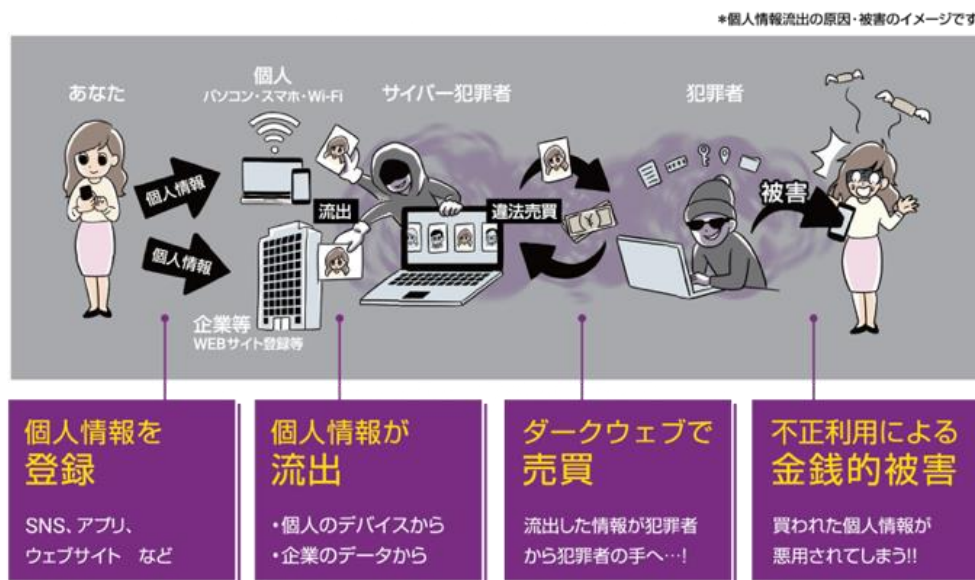 *個人情報流出の原因・被害のイメージです
あなた
個人
パソコン・スマホ・Wi-Fi
サイバー犯罪者
犯罪者
個人情報
個人情報
流出
違法売買
被害
企業等
WEBサイト登録等
個人情報を
登録
SNS、アプリ、
ウェブサイト など
個人情報が
流出
・個人のデバイスから
・企業のデータから
ダークウェブで
売買
流出した情報が犯罪者
から犯罪者の手へ…!
不正利用による
金銭的被害
買われた個人情報が
悪用されてしまう!!